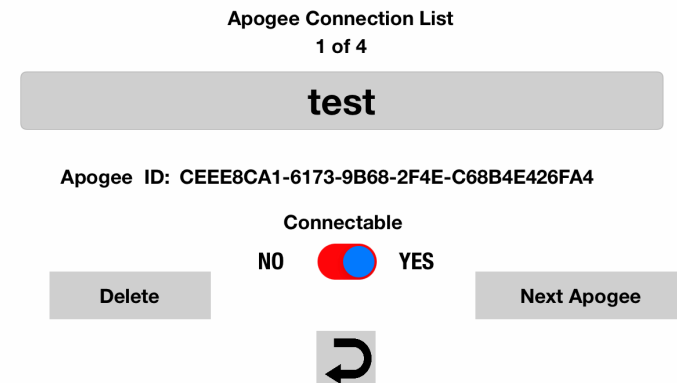 Apogee Connection List
1 of 4
test
Apogee ID: CEEE8CA1-6173-9B68-2F4E-C68B4E426FA4
Connectable
NO YES
Delete Next Apogee